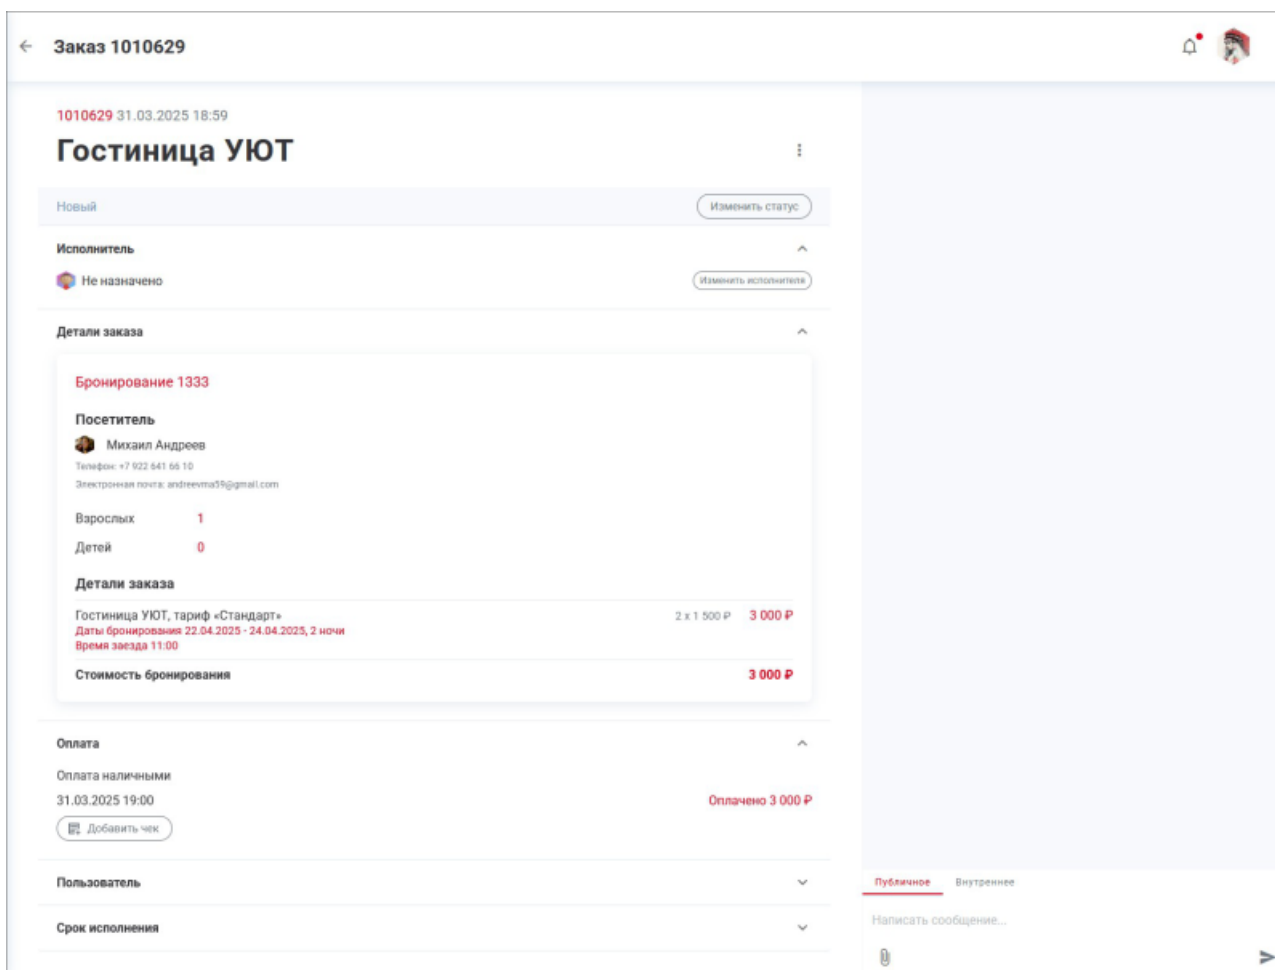 Заказ 1010629
1010629 31.03.2025 18:59
Гостиница УЮТ
Новый
Изменить статус
Исполнитель
Не назначено
Изменить исполнителя
Детали заказа
Бронирование 1333
Посетитель
Михаил Андреев
Телефон: +7 922 641 66 10
Электронная почта: andreevma59@gmail.com
Взрослых 1
Детей 0
Детали заказа
Гостиница УЮТ, тариф «Стандарт» 2 x 1 500 ₽ 3 000 ₽
Даты бронирования 22.04.2025 - 24.04.2025, 2 ночи
Время заезда 11:00
Стоимость бронирования 3 000 ₽
Оплата
Оплата наличными
31.03.2025 19:00 Оплачено 3 000 ₽
Добавить чек
Пользователь
Срок исполнения
Публичное Внутреннее
Написать сообщение...